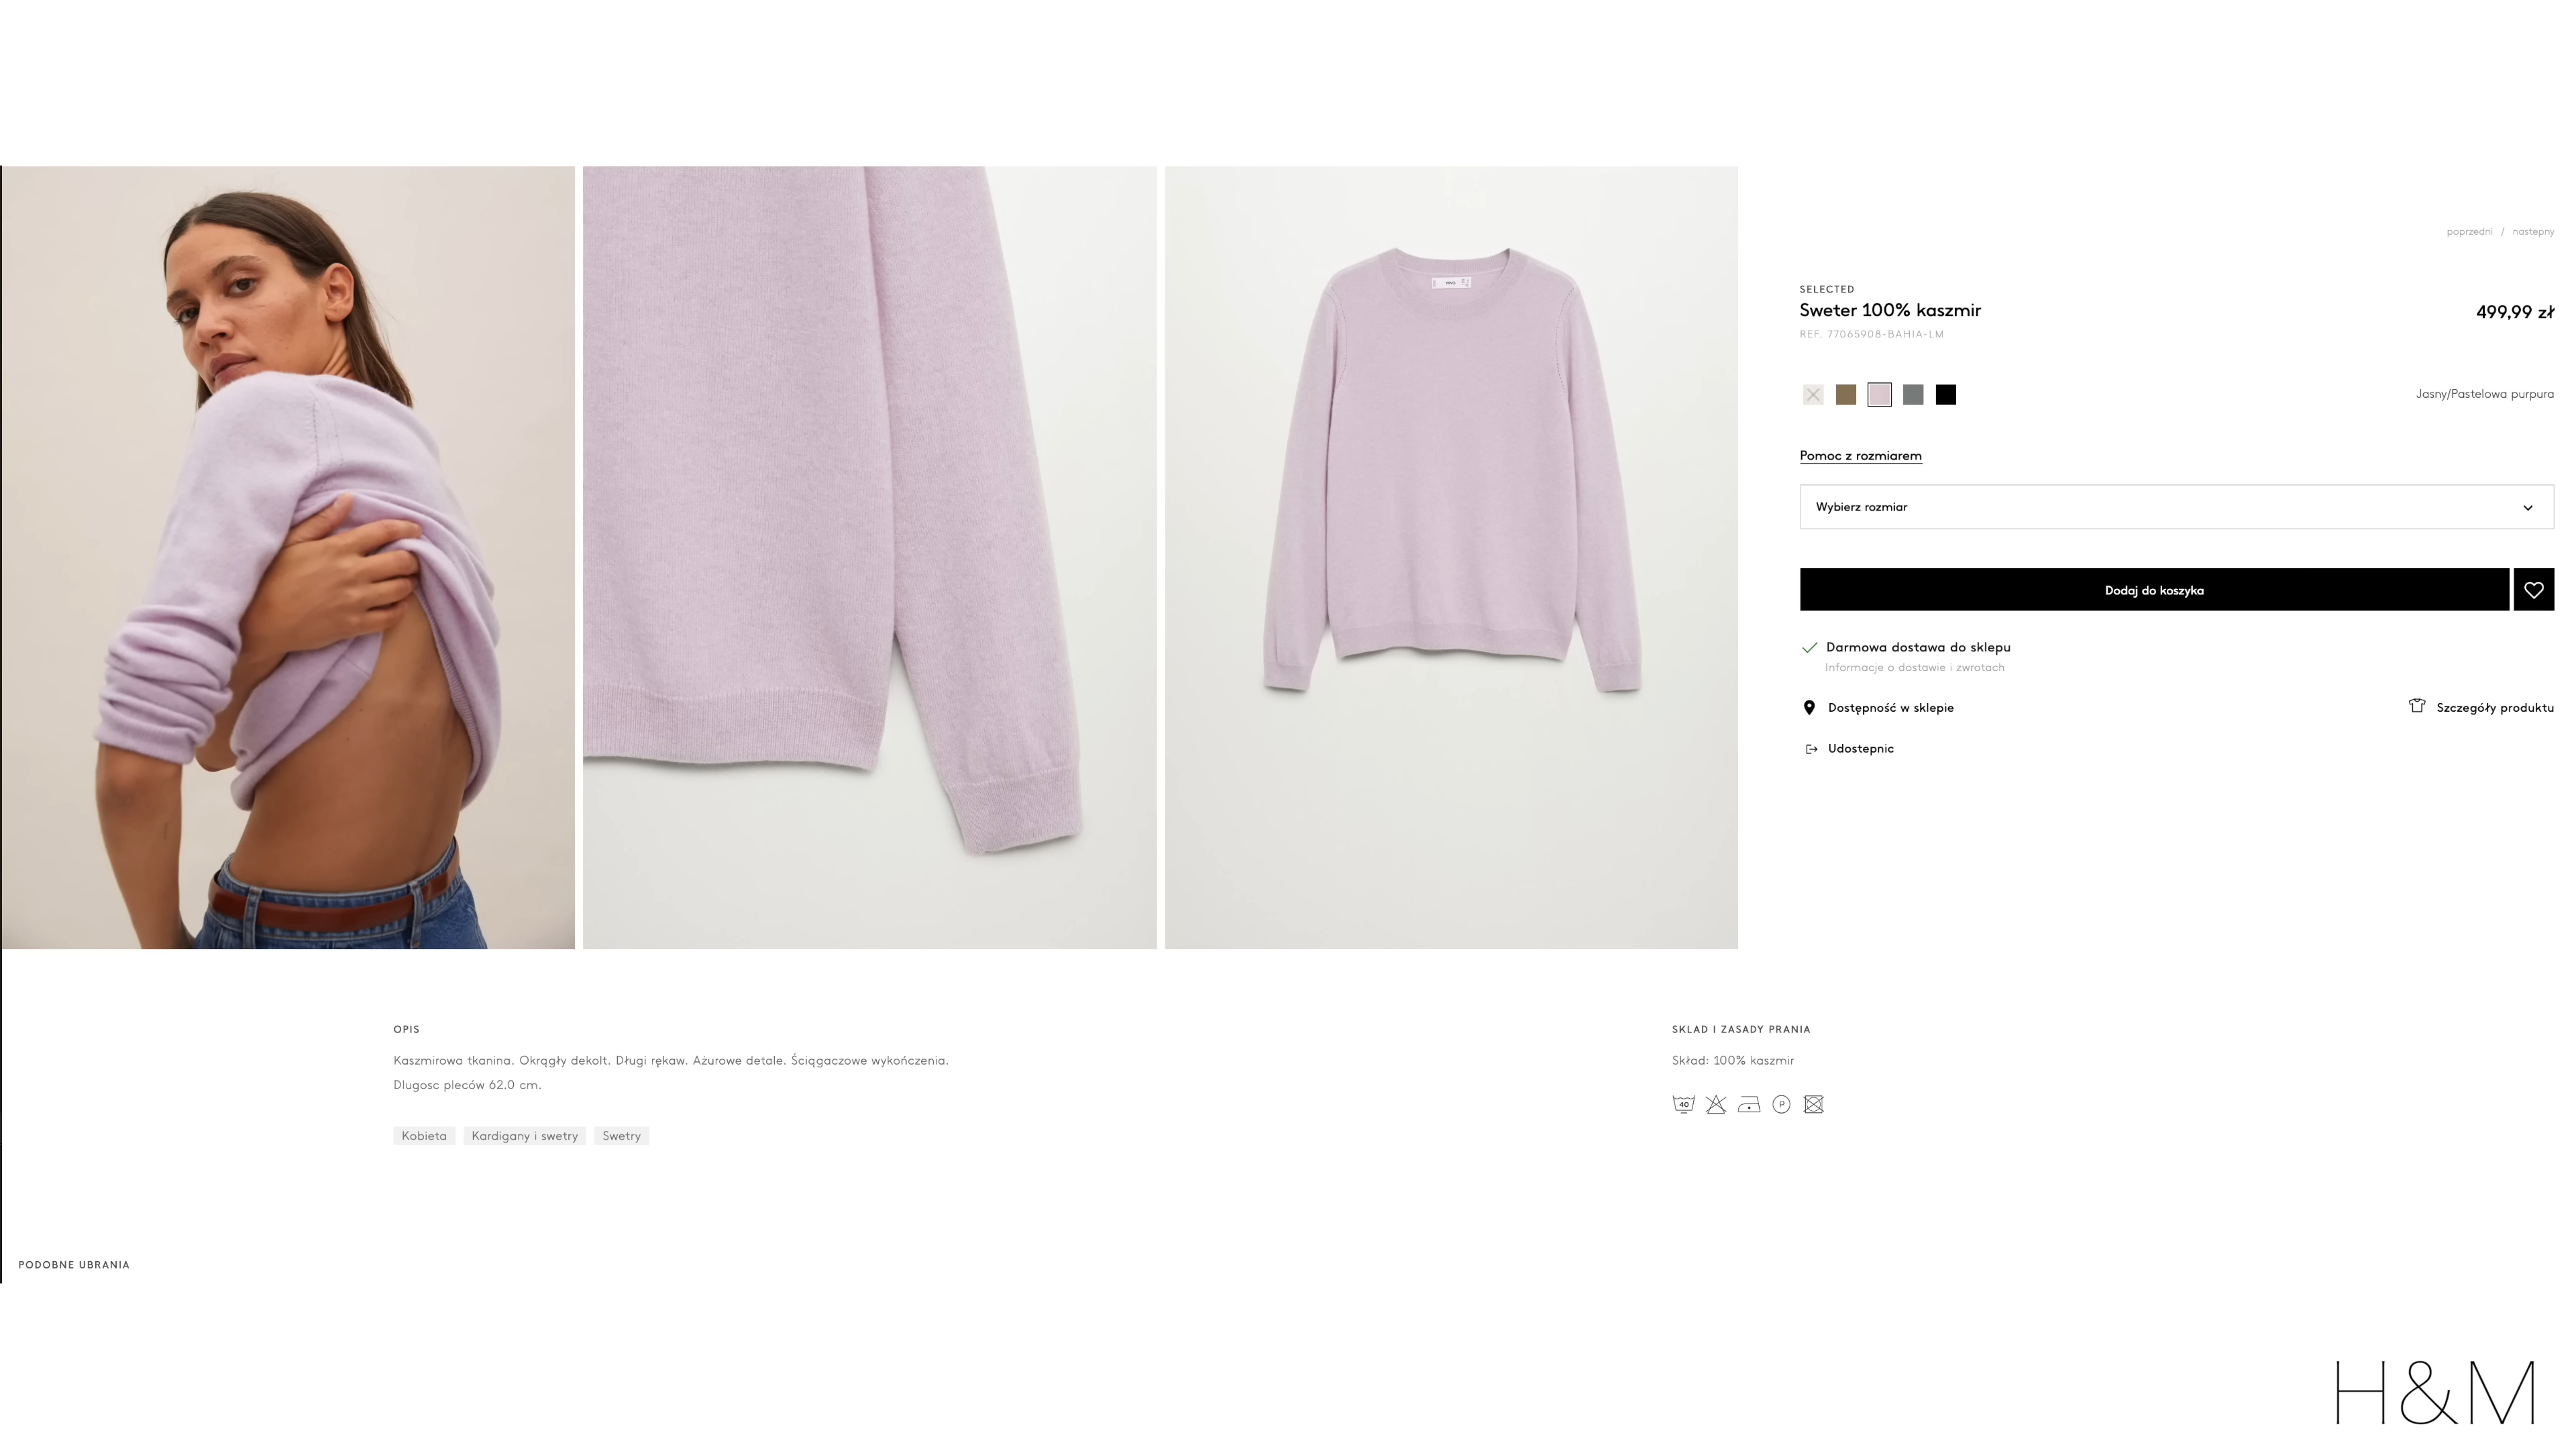 poprzedni / nastepny
SELECTED
Sweter 100% kaszmir
499,99 zł
REF. 77065908-BAHIA-LM
Jasny/Pastelowa purpura
Pomoc z rozmiarem
Wybierz rozmiar
Dodaj do koszyka
Darmowa dostawa do sklepu
Informacje o dostawie i zwrotach
Dostępność w sklepie
Szczegóły produktu
Udostepnic
OPIS
Kaszmirowa tkanina. Okrągły dekolt. Długi rękaw. Ażurowe detale. Ściągaczowe wykończenia.
Dlugosc pleców 62.0 cm.
Kobieta Kardigany i swetry Swetry
SKLAD I ZASADY PRANIA
Skład: 100% kaszmir
40 P
PODOBNE UBRANIA
H&M